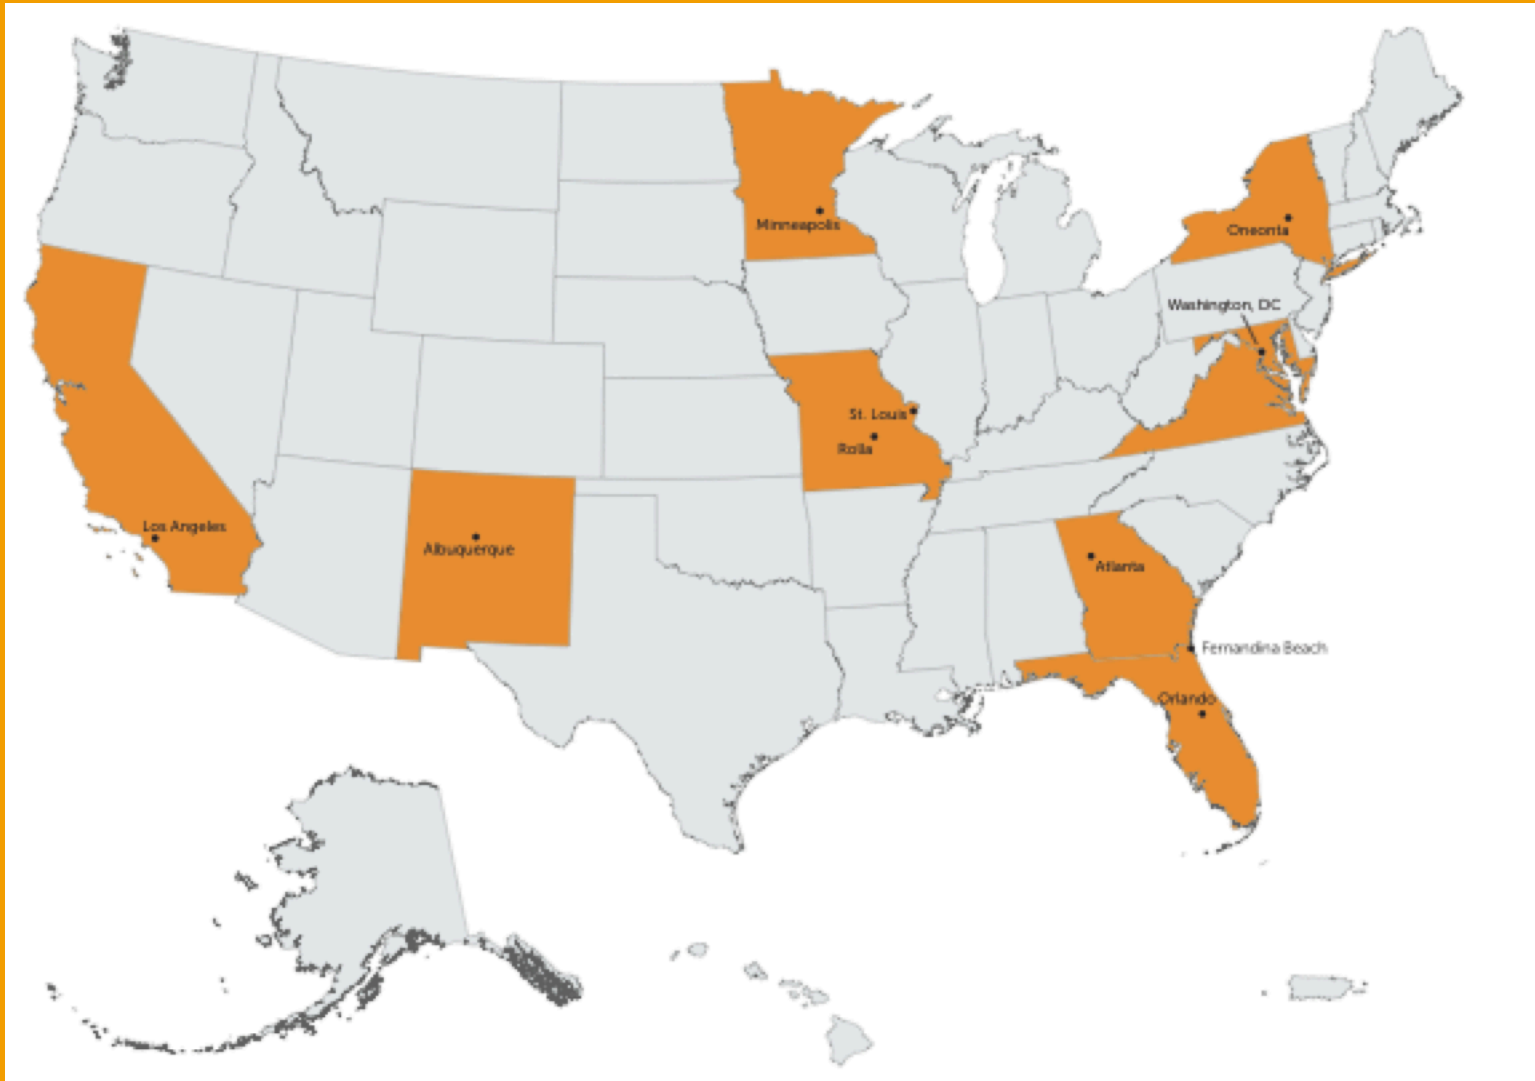 Minneapolis
Oneonta
Washington, DC
St. Louis
Rolla
Los Angeles
Albuquerque
Atlanta
Fernandina Beach
Orlando